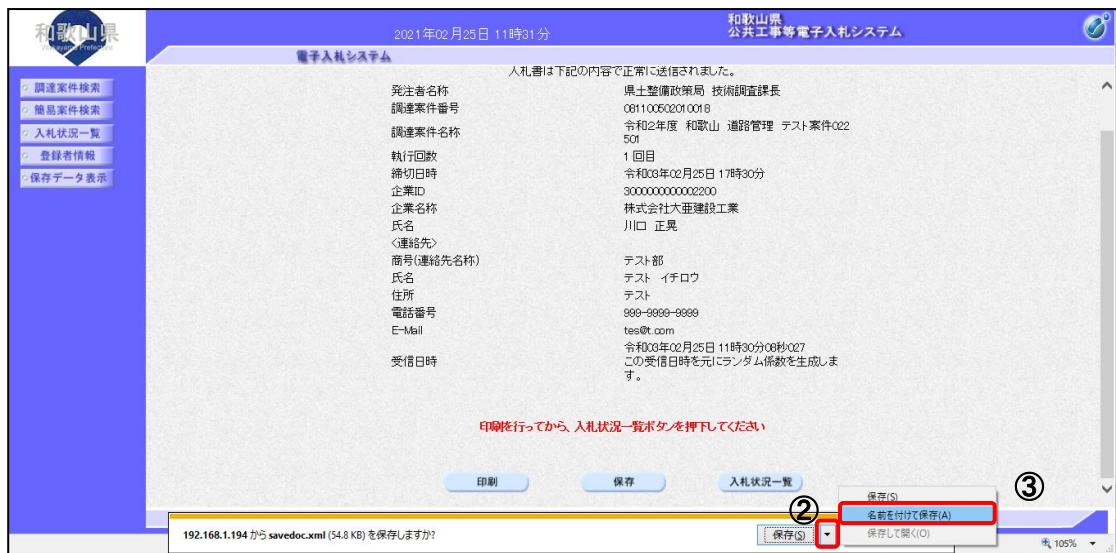 和歌山県
Wakayama Prefecture
2021年02月25日 11時31分
和歌山県
公共工事等電子入札システム
電子入札システム
調達案件検索
簡易案件検索
入札状況一覧
登録者情報
保存データ表示
入札書は下記の内容で正常に送信されました。
発注者名称 県土整備政策局 技術調査課長
調達案件番号 081100502010018
調達案件名称 令和2年度 和歌山 道路管理 テスト案件022
501
執行回数 1回目
締切日時 令和03年02月25日 17時30分
企業ID 3000000000002200
企業名称 株式会社大亜建設工業
氏名 川口 正晃
〈連絡先〉
商号(連絡先名称) テスト部
氏名 テスト イチロウ
住所 テスト
電話番号 999-9999-9999
E-Mail tes@t.com
受信日時 令和03年02月25日 11時30分08秒027
この受信日時を元にランダム係数を生成しま
す。
印刷を行ってから、入札状況一覧ボタンを押下してください
印刷 保存 入札状況一覧
③
保存(S)
② 名前を付けて保存(A)
192.168.1.194 から savedoc.xml (54.8 KB) を保存しますか? 保存(S) 保存して開く(O)
105%